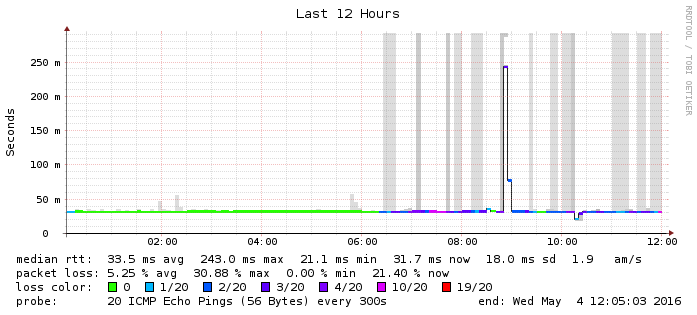 Last 12 Hours
RRDTOOL / TOBI OETIKER
Seconds
250 m
200 m
150 m
100 m
50 m
0
02:00 04:00 06:00 08:00 10:00 12:00
median rtt: 33.5 ms avg 243.0 ms max 21.1 ms min 31.7 ms now 18.0 ms sd 1.9 am/s
packet loss: 5.25 % avg 30.88 % max 0.00 % min 21.40 % now
loss color: 0 1/20 2/20 3/20 4/20 10/20 19/20
probe: 20 ICMP Echo Pings (56 Bytes) every 300s end: Wed May 4 12:05:03 2016